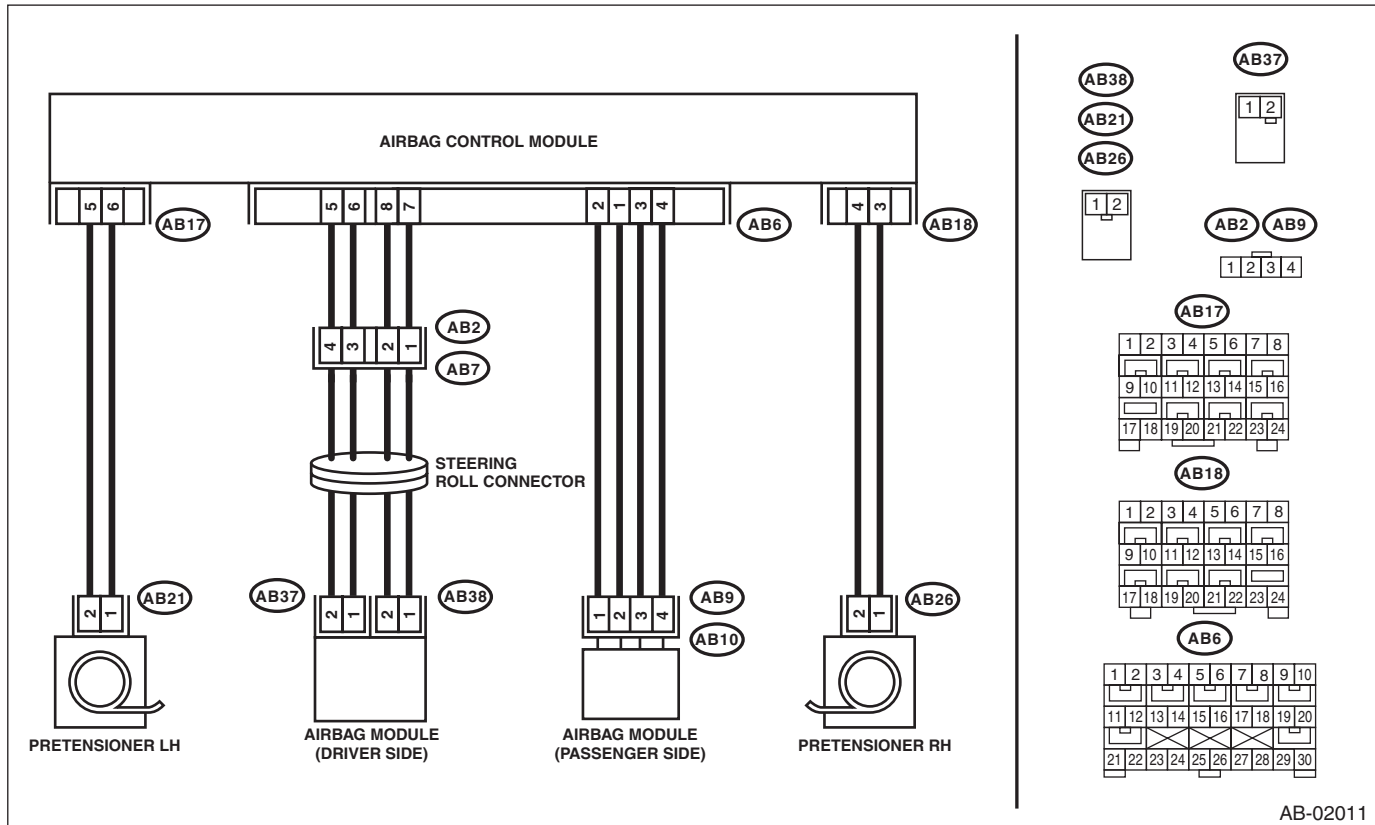 AIRBAG CONTROL MODULE
5 6
AB17
5 6 8 7
2 1 3 4
AB6
4 3
AB18
4 3 2 1
AB2
AB7
STEERING
ROLL CONNECTOR
2 1
AB21
AB37
2 1
2 1
AB38
1 2 3 4
AB9
AB10
2 1
AB26
PRETENSIONER LH
AIRBAG MODULE
(DRIVER SIDE)
AIRBAG MODULE
(PASSENGER SIDE)
PRETENSIONER RH
AB38
AB21
AB26
1 2
AB37
1 2
AB2 AB9
1 2 3 4
AB17
1 2 3 4 5 6 7 8
9 10 11 12 13 14 15 16
17 18 19 20 21 22 23 24
AB18
1 2 3 4 5 6 7 8
9 10 11 12 13 14 15 16
17 18 19 20 21 22 23 24
AB6
1 2 3 4 5 6 7 8 9 10
11 12 13 14 15 16 17 18 19 20
21 22 23 24 25 26 27 28 29 30
AB-02011